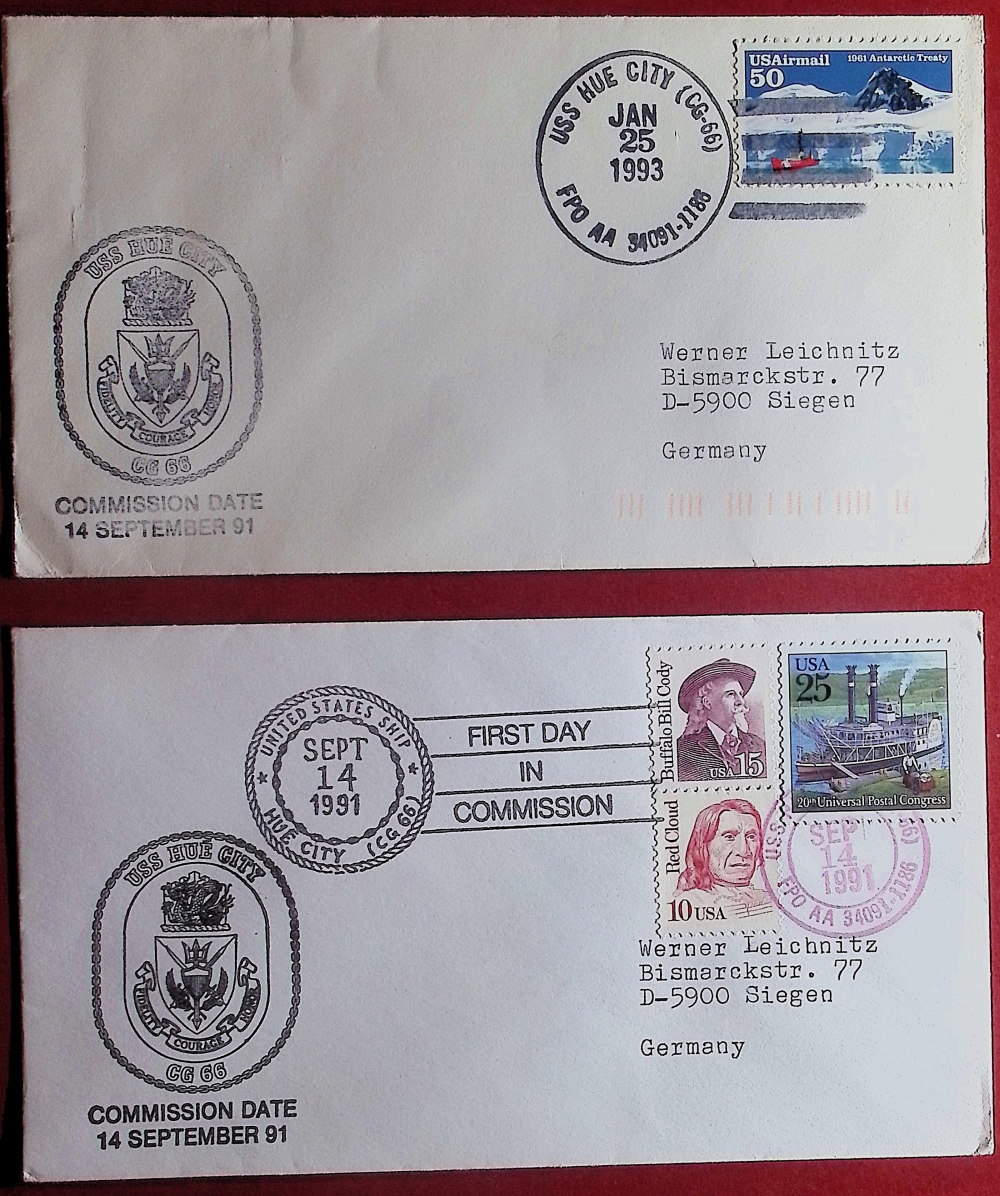 USS HUE CITY (CG-66)
JAN
25
1993
FPO AA 34091-1186
USAirmail
50
1961 Antarctic Treaty
USS HUE CITY
FIDELITY
COURAGE
HONOR
CG 66
COMMISSION DATE
14 SEPTEMBER 91
Werner Leichnitz
Bismarckstr. 77
D-5900 Siegen
Germany
UNITED STATES SHIP
SEPT
14
1991
HUE CITY (CG 66)
FIRST DAY
IN
COMMISSION
Buffalo Bill Cody
USA 15
USA
25
20th Universal Postal Congress
Red Cloud
10 USA
USS
SEP
14
1991
FPO AA 34091-1186
USS HUE CITY
FIDELITY
COURAGE
HONOR
CG 66
COMMISSION DATE
14 SEPTEMBER 91
Werner Leichnitz
Bismarckstr. 77
D-5900 Siegen
Germany